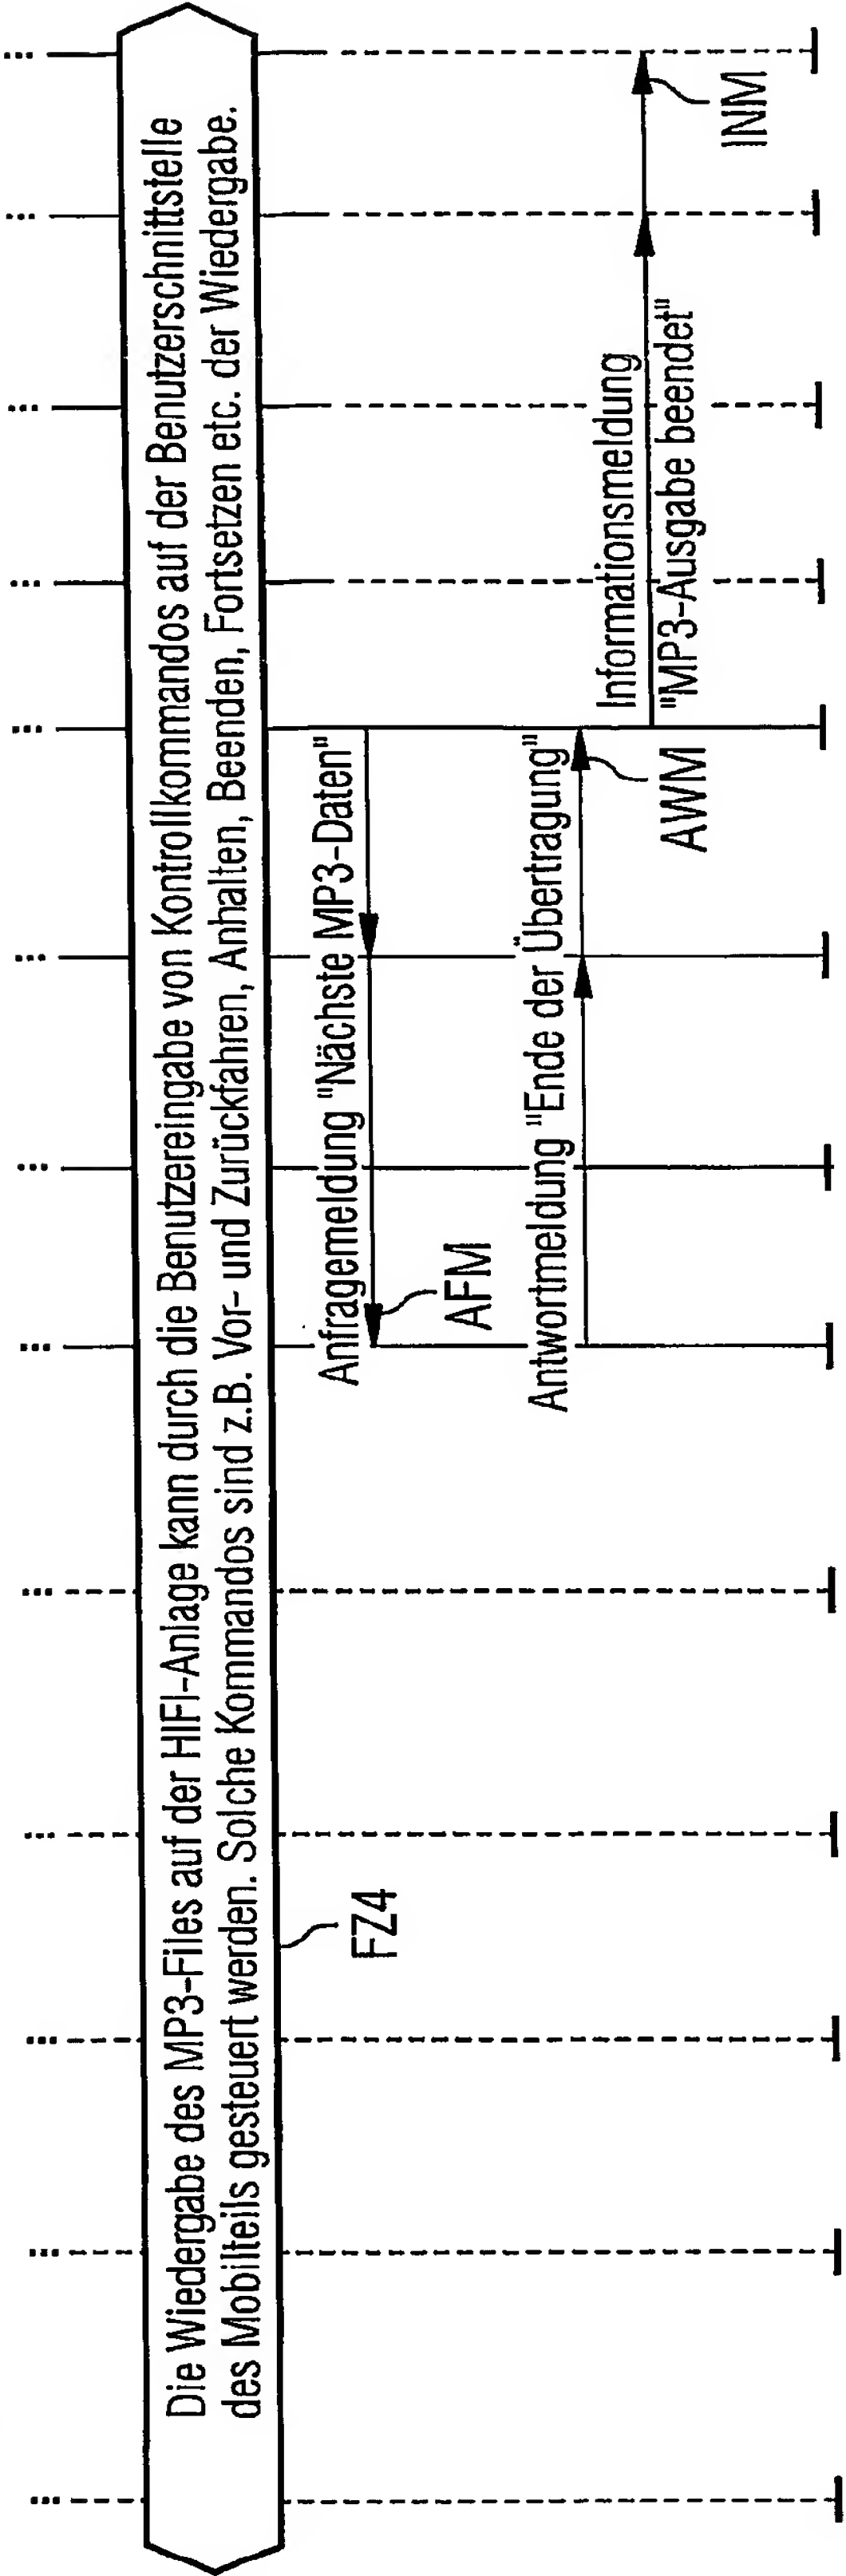 Die Wiedergabe des MP3-Files auf der HIFI-Anlage kann durch die Benutzereingabe von Kontrollkommandos auf der Benutzerschnittstelle
des Mobilteils gesteuert werden. Solche Kommandos sind z.B. Vor- und Zurückfahren, Anhalten, Beenden, Fortsetzen etc. der Wiedergabe.
FZ4
Anfragemeldung "Nächste MP3-Daten"
AFM
Antwortmeldung "Ende der Übertragung"
AWM
Informationsmeldung
"MP3-Ausgabe beendet"
INM